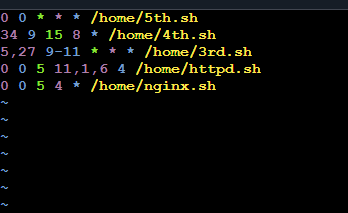 0 0 * * * /home/5th.sh
34 9 15 8 * /home/4th.sh
5,27 9-11 * * * /home/3rd.sh
0 0 5 11,1,6 4 /home/httpd.sh
0 0 5 4 * /home/nginx.sh
~
~
~
~
~
~
~